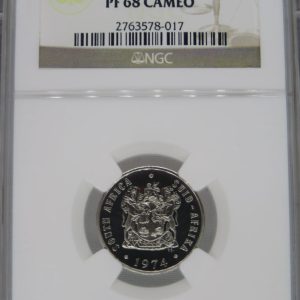 PF 68 CAMEO
2763578-017
NGC
SOUTH AFRICA · SUID-AFRIKA
· 1974 ·